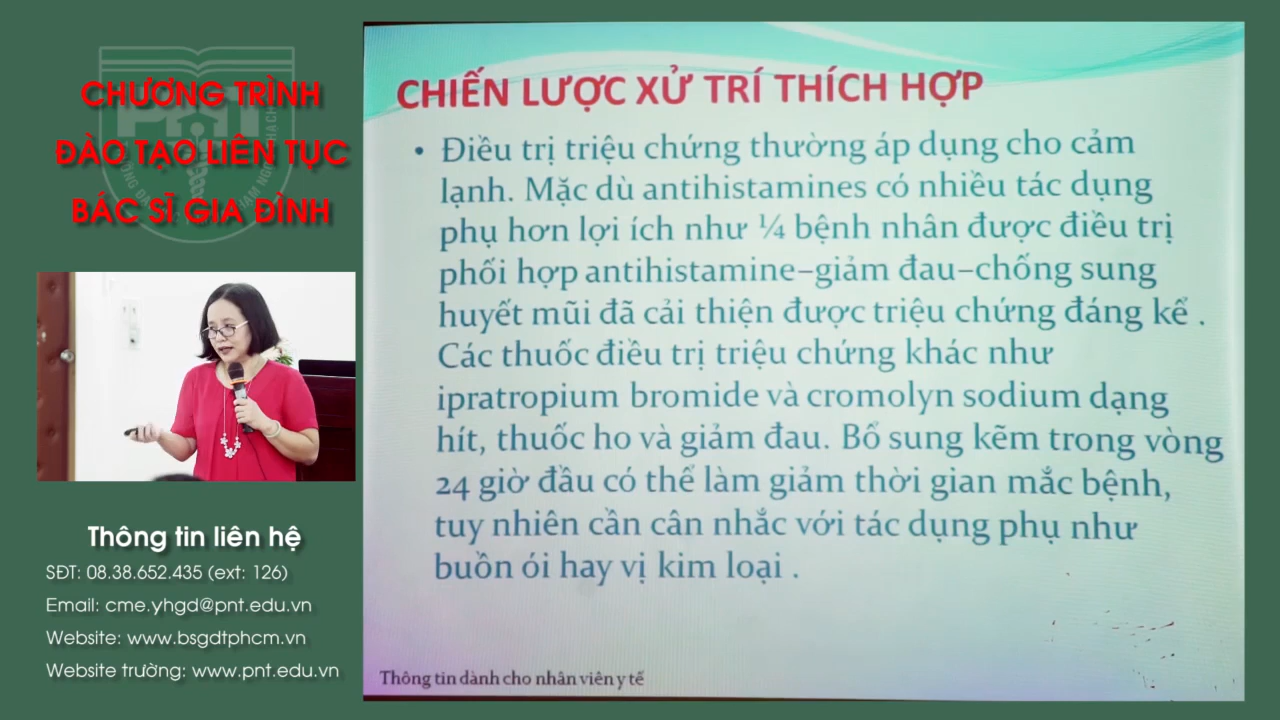 CHƯƠNG TRÌNH
ĐÀO TẠO LIÊN TỤC
BÁC SĨ GIA ĐÌNH
PNT
Thông tin liên hệ
SĐT: 08.38.652.435 (ext: 126)
Email: cme.yhgd@pnt.edu.vn
Website: www.bsgdtphcm.vn
Website trường: www.pnt.edu.vn
CHIẾN LƯỢC XỬ TRÍ THÍCH HỢP
• Điều trị triệu chứng thường áp dụng cho cảm
lạnh. Mặc dù antihistamines có nhiều tác dụng
phụ hơn lợi ích như ¼ bệnh nhân được điều trị
phối hợp antihistamine–giảm đau–chống sung
huyết mũi đã cải thiện được triệu chứng đáng kể .
Các thuốc điều trị triệu chứng khác như
ipratropium bromide và cromolyn sodium dạng
hít, thuốc ho và giảm đau. Bổ sung kẽm trong vòng
24 giờ đầu có thể làm giảm thời gian mắc bệnh,
tuy nhiên cần cân nhắc với tác dụng phụ như
buồn ói hay vị kim loại .
Thông tin dành cho nhân viên y tế